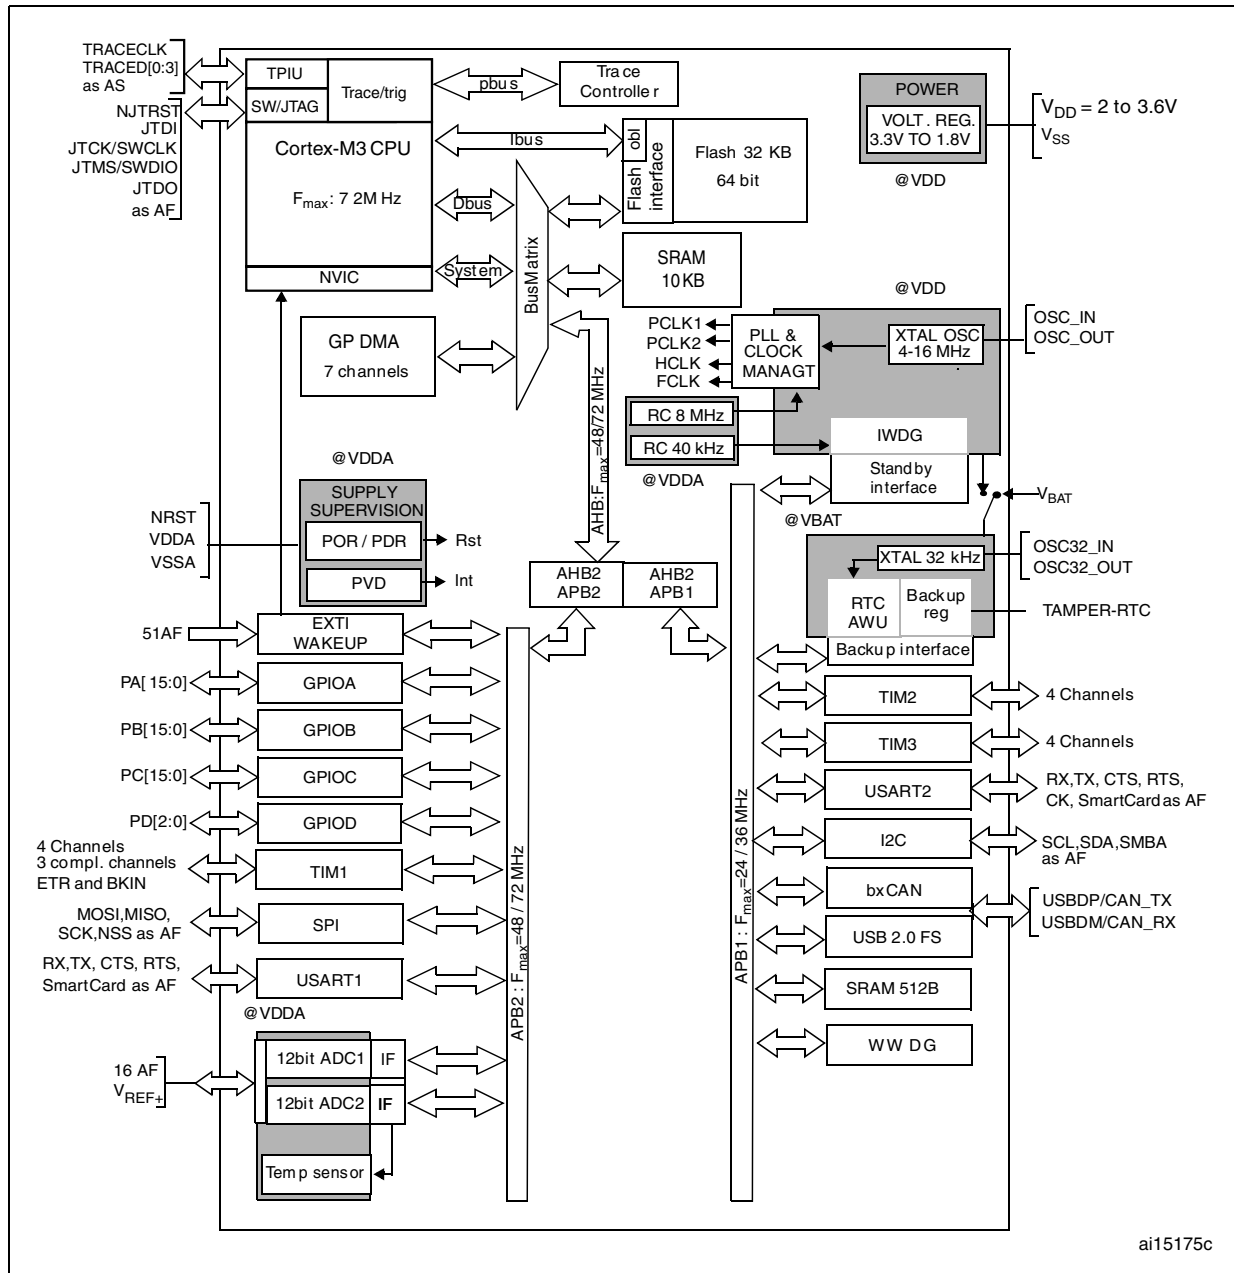 TRACECLK
TRACED[0:3]
as AS
NJTRST
JTDI
JTCK/SWCLK
JTMS/SWDIO
JTDO
as AF
TPIU
SW/JTAG
Trace/trig
Cortex-M3 CPU
Fmax: 7 2M Hz
NVIC
pbus
Trace
Controller
Ibus
Dbus
System
BusMatrix
Flash obl
interface
Flash 32 KB
64 bit
SRAM
10KB
POWER
VOLT. REG.
3.3V TO 1.8V
@VDD
VDD = 2 to 3.6V
VSS
GP DMA
7 channels
AHB:Fmax=48/72 MHz
@VDD
PCLK1
PCLK2
HCLK
FCLK
PLL &
CLOCK
MANAGT
XTAL OSC
4-16 MHz
OSC_IN
OSC_OUT
RC 8 MHz
RC 40 kHz
@VDDA
IWDG
Standby
interface
VBAT
@VBAT
@VDDA
SUPPLY
SUPERVISION
NRST
VDDA
VSSA
POR / PDR
Rst
PVD
Int
XTAL 32 kHz
OSC32_IN
OSC32_OUT
RTC
AWU
Backup
reg
TAMPER-RTC
Backup interface
AHB2
APB2
AHB2
APB1
51AF
EXTI
WAKEUP
PA[ 15:0]
GPIOA
PB[15:0]
GPIOB
PC[15:0]
GPIOC
PD[2:0]
GPIOD
4 Channels
3 compl. channels
ETR and BKIN
TIM1
MOSI,MISO,
SCK,NSS as AF
SPI
RX,TX, CTS, RTS,
SmartCard as AF
USART1
@VDDA
16 AF
VREF+
12bit ADC1 IF
12bit ADC2 IF
Temp sensor
APB2 : Fmax=48 / 72 MHz
APB1 : Fmax=24 / 36 MHz
TIM2
4 Channels
TIM3
4 Channels
USART2
RX,TX, CTS, RTS,
CK, SmartCard as AF
I2C
SCL,SDA,SMBA
as AF
bxCAN
USB 2.0 FS
USBDP/CAN_TX
USBDM/CAN_RX
SRAM 512B
WW DG
ai15175c